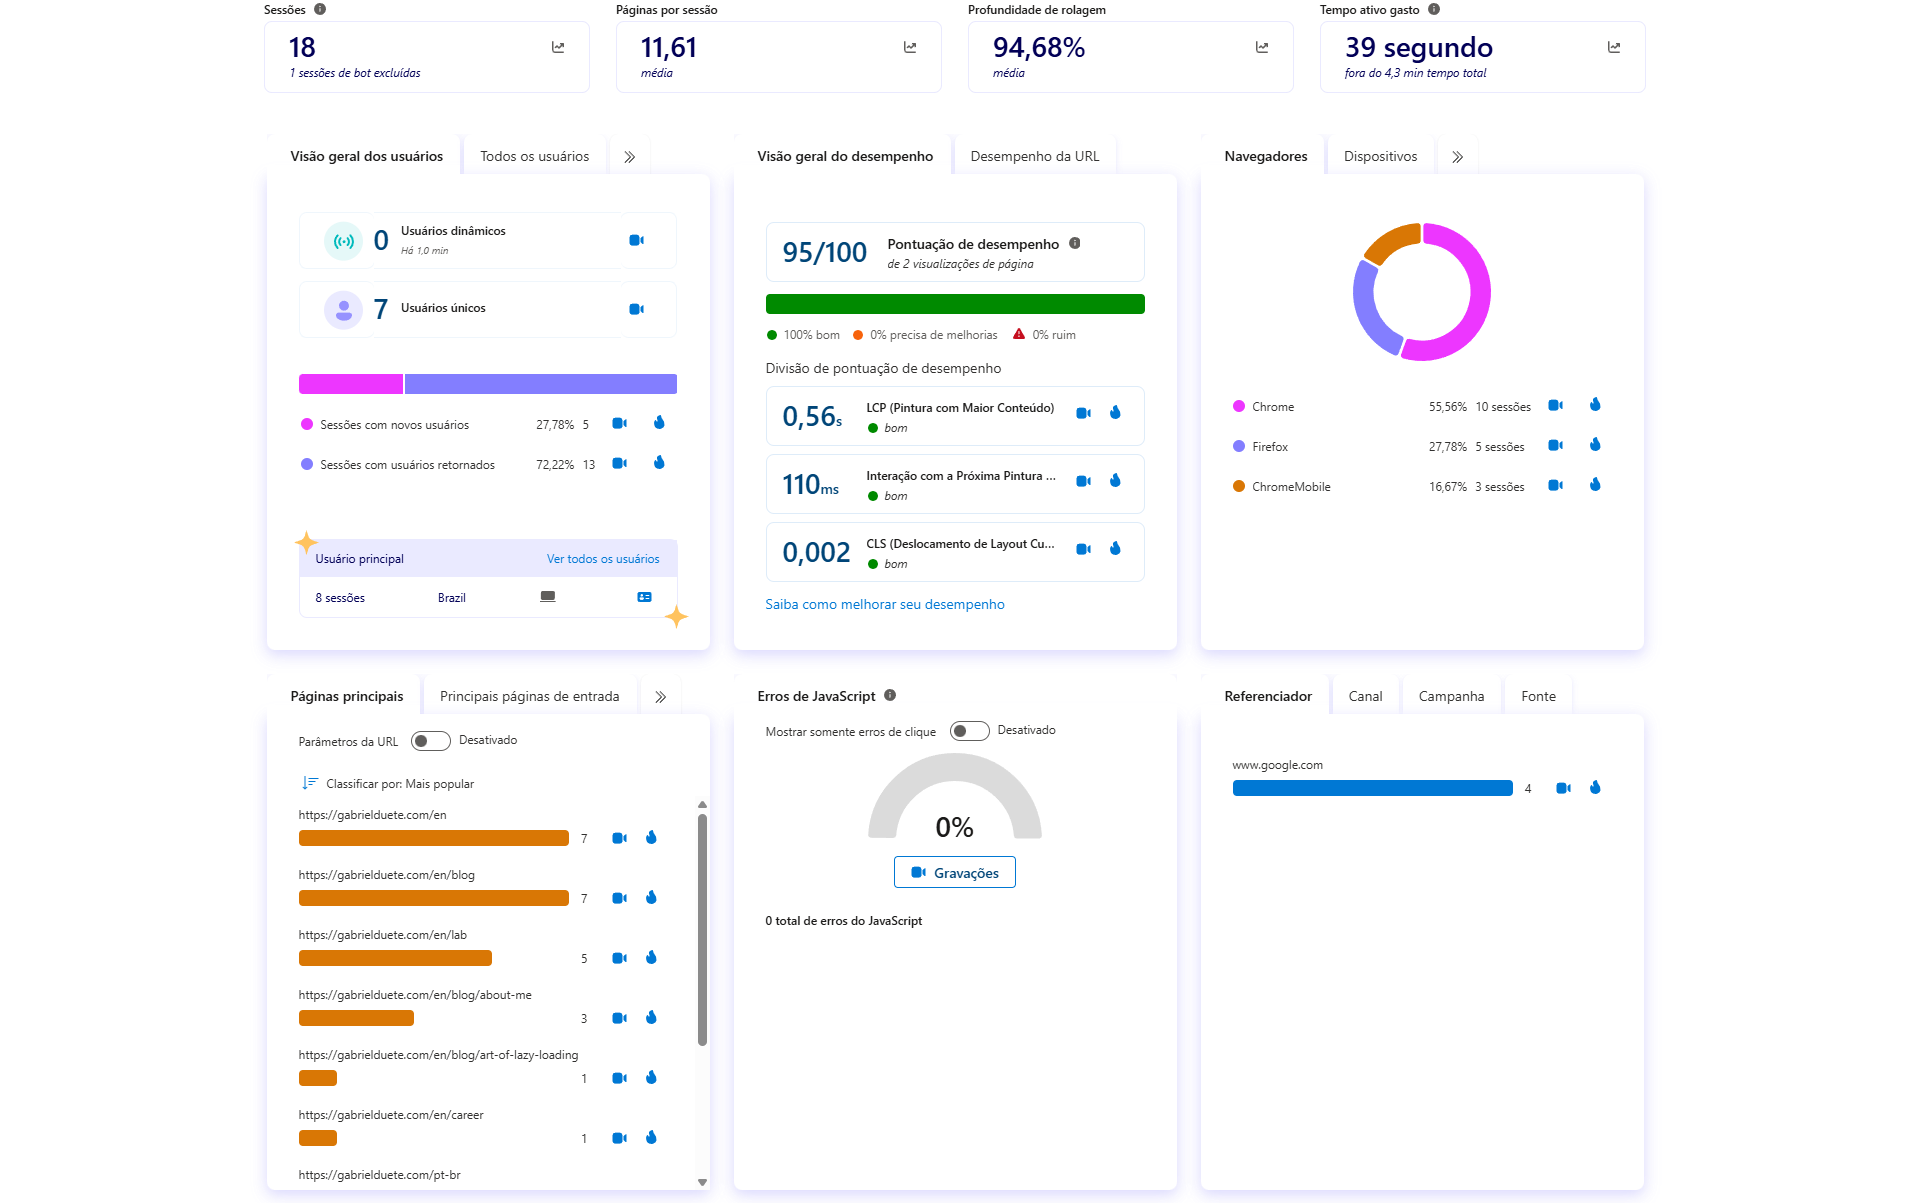 Sessões
18
1 sessões de bot excluídas
Páginas por sessão
11,61
média
Profundidade de rolagem
94,68%
média
Tempo ativo gasto
39 segundo
fora do 4,3 min tempo total
Visão geral dos usuários
Todos os usuários
0
Usuários dinâmicos
Há 1,0 min
7
Usuários únicos
Sessões com novos usuários 27,78% 5
Sessões com usuários retornados 72,22% 13
Usuário principal
Ver todos os usuários
8 sessões Brazil
Visão geral do desempenho
Desempenho da URL
95/100
Pontuação de desempenho
de 2 visualizações de página
100% bom
0% precisa de melhorias
0% ruim
Divisão de pontuação de desempenho
0,56s
LCP (Pintura com Maior Conteúdo)
bom
110ms
Interação com a Próxima Pintura ...
bom
0,002
CLS (Deslocamento de Layout Cu...
bom
Saiba como melhorar seu desempenho
Navegadores
Dispositivos
Chrome 55,56% 10 sessões
Firefox 27,78% 5 sessões
ChromeMobile 16,67% 3 sessões
Páginas principais
Principais páginas de entrada
Parâmetros da URL
Desativado
Classificar por: Mais popular
https://gabrielduete.com/en
7
https://gabrielduete.com/en/blog
7
https://gabrielduete.com/en/lab
5
https://gabrielduete.com/en/blog/about-me
3
https://gabrielduete.com/en/blog/art-of-lazy-loading
1
https://gabrielduete.com/en/career
1
https://gabrielduete.com/pt-br
Erros de JavaScript
Mostrar somente erros de clique
Desativado
0%
Gravações
0 total de erros do JavaScript
Referenciador
Canal
Campanha
Fonte
www.google.com
4